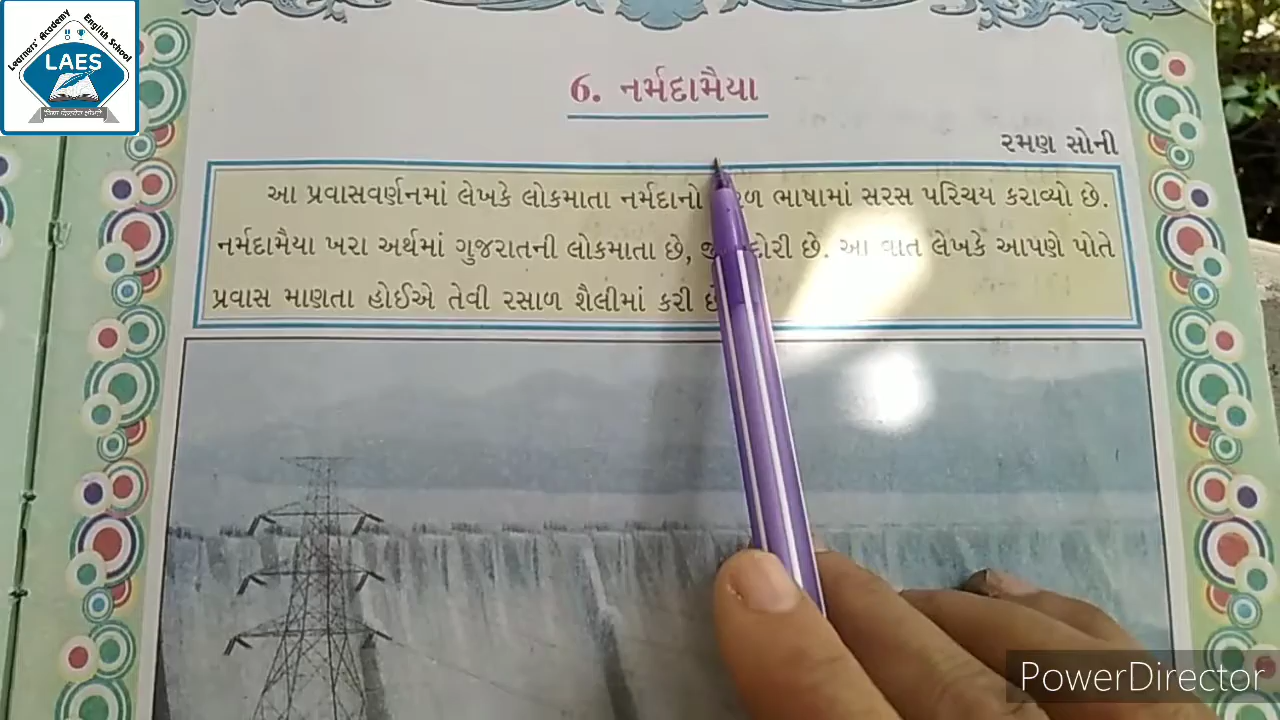 Learners' Academy English School
LAES
6. નર્મદામૈયા
રમણ સોની
આ પ્રવાસવર્ણનમાં લેખકે લોકમાતા નર્મદાનો ભાષામાં સરસ પરિચય કરાવ્યો છે.
નર્મદામૈયા ખરા અર્થમાં ગુજરાતની લોકમાતા છે, આ વાત લેખકે આપણે પોતે
પ્રવાસ માણતા હોઈએ તેવી રસાળ શૈલીમાં કરી છે
PowerDirector